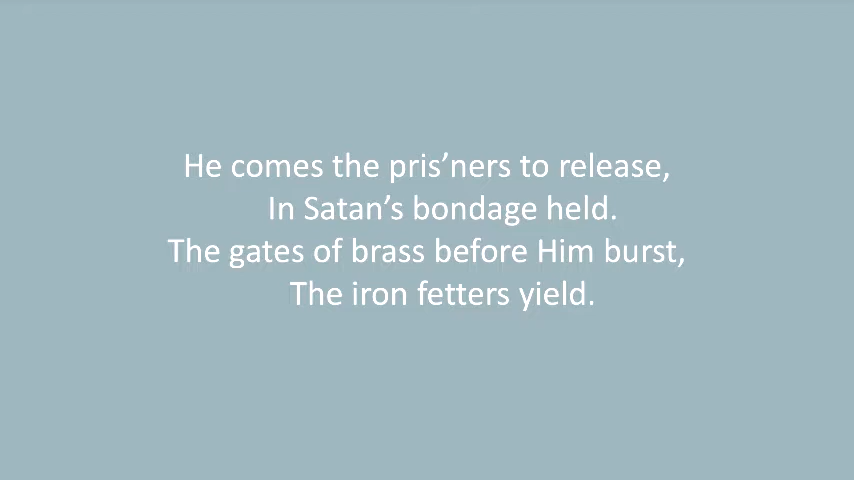 He comes the pris’ners to release,
In Satan’s bondage held.
The gates of brass before Him burst,
The iron fetters yield.